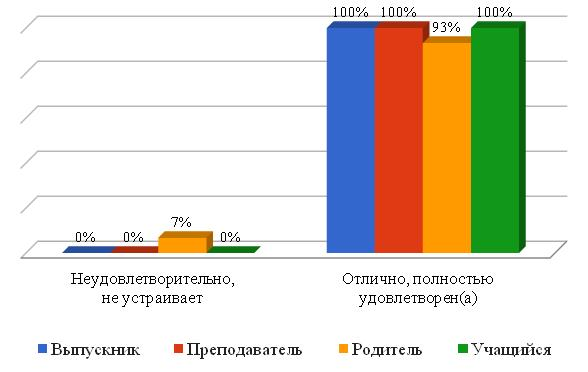 100% 100% 93% 100%
0% 0% 7% 0%
Неудовлетворительно,
не устраивает
Отлично, полностью
удовлетворен(а)
Выпускник Преподаватель Родитель Учащийся